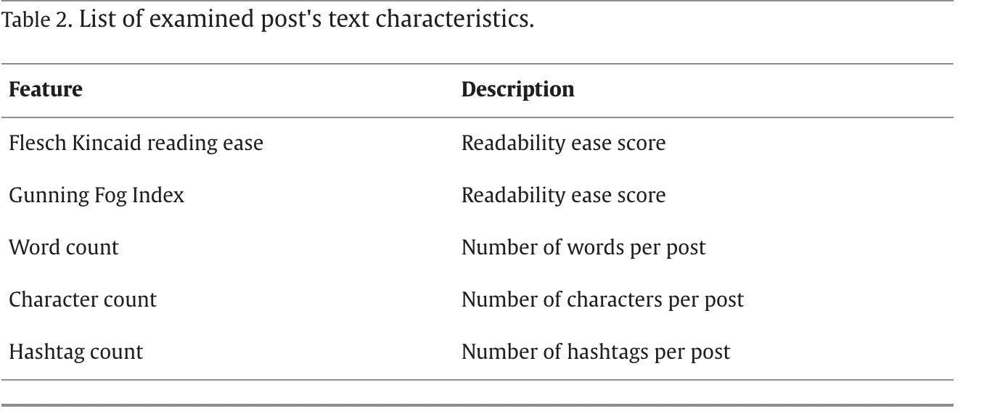 Table 2. List of examined post's text characteristics.
Feature Description
Flesch Kincaid reading ease Readability ease score
Gunning Fog Index Readability ease score
Word count Number of words per post
Character count Number of characters per post
Hashtag count Number of hashtags per post